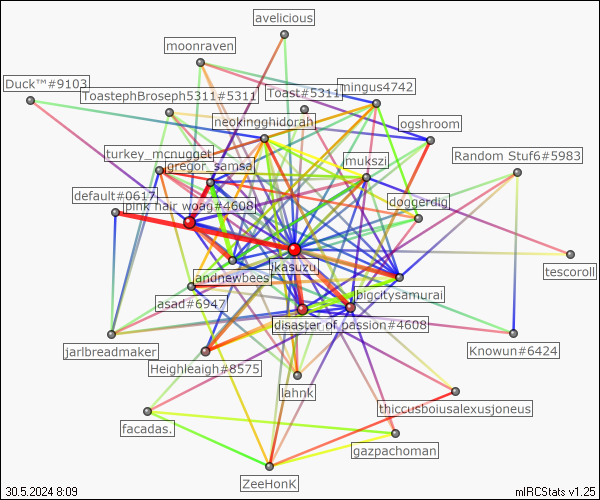 avelicious
moonraven
Duck™#9103
ToastephBroseph5311#5311
Toast#5311
mingus4742
neokingghidorah
ogshroom
turkey_mcnugget
gregor_samsa
mukszi
Random Stuf6#5983
default#0617
pink hair woag#4608
doggerdig
jkasuzu
tescoroll
andnewbees
asad#6947
bigcitysamurai
disaster of passion#4608
jarlbreadmaker
Heighleaigh#8575
Knowun#6424
lahnk
thiccusboiusalexusjoneus
facadas.
gazpachoman
ZeeHonK
30.5.2024 8:09
mIRCStats v1.25